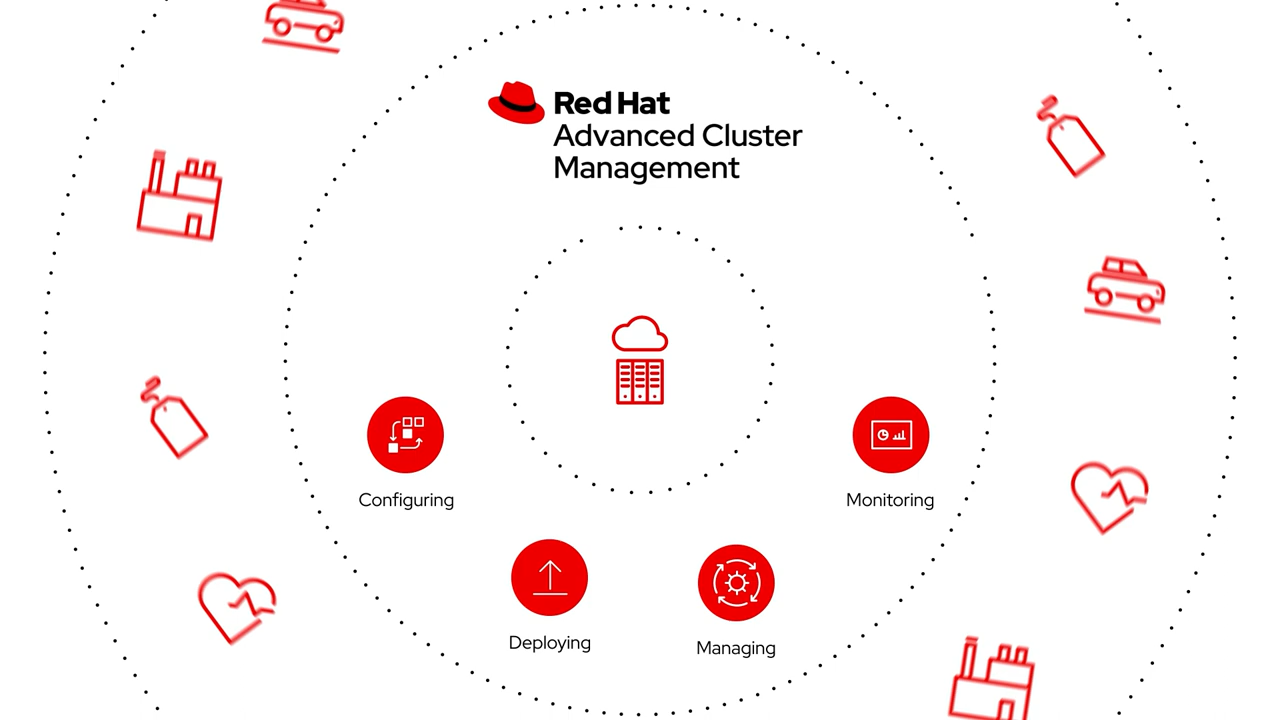 Red Hat
Advanced Cluster
Management
Configuring
Monitoring
Deploying
Managing